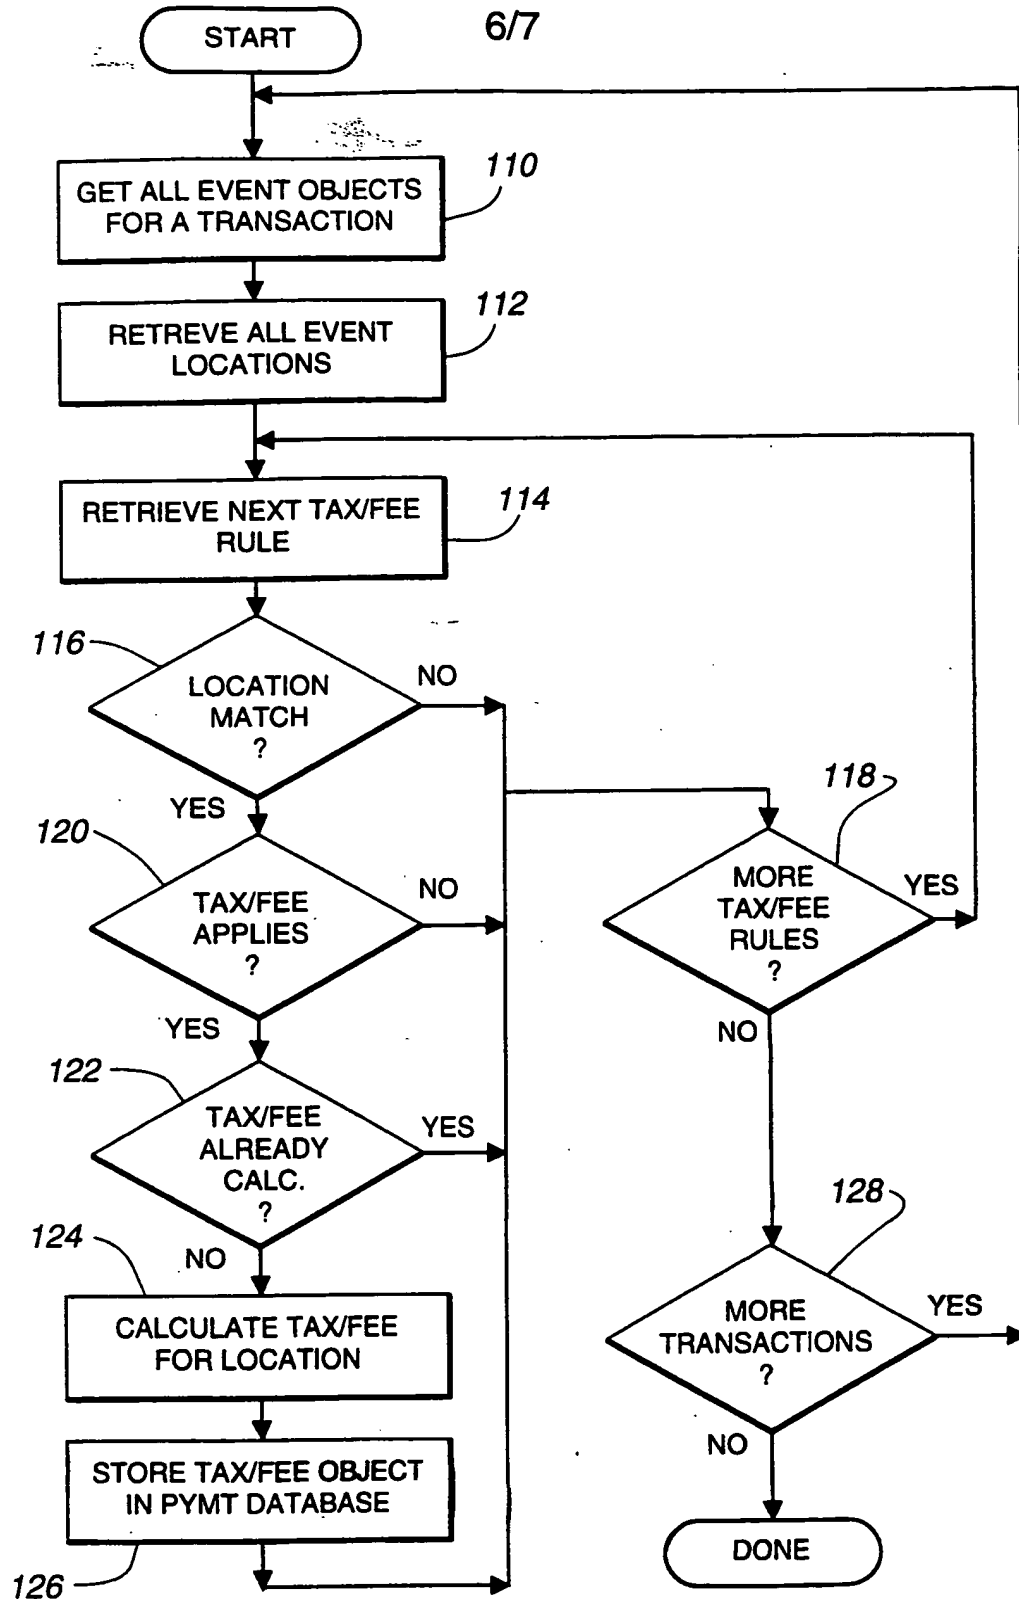 6/7
START
110
GET ALL EVENT OBJECTS
FOR A TRANSACTION
112
RETREVE ALL EVENT
LOCATIONS
114
RETRIEVE NEXT TAX/FEE
RULE
116
LOCATION
MATCH
?
NO
YES
118
MORE
TAX/FEE
RULES
?
YES
NO
120
TAX/FEE
APPLIES
?
NO
YES
122
TAX/FEE
ALREADY
CALC.
?
YES
NO
124
CALCULATE TAX/FEE
FOR LOCATION
STORE TAX/FEE OBJECT
IN PYMT DATABASE
126
128
MORE
TRANSACTIONS
?
YES
NO
DONE